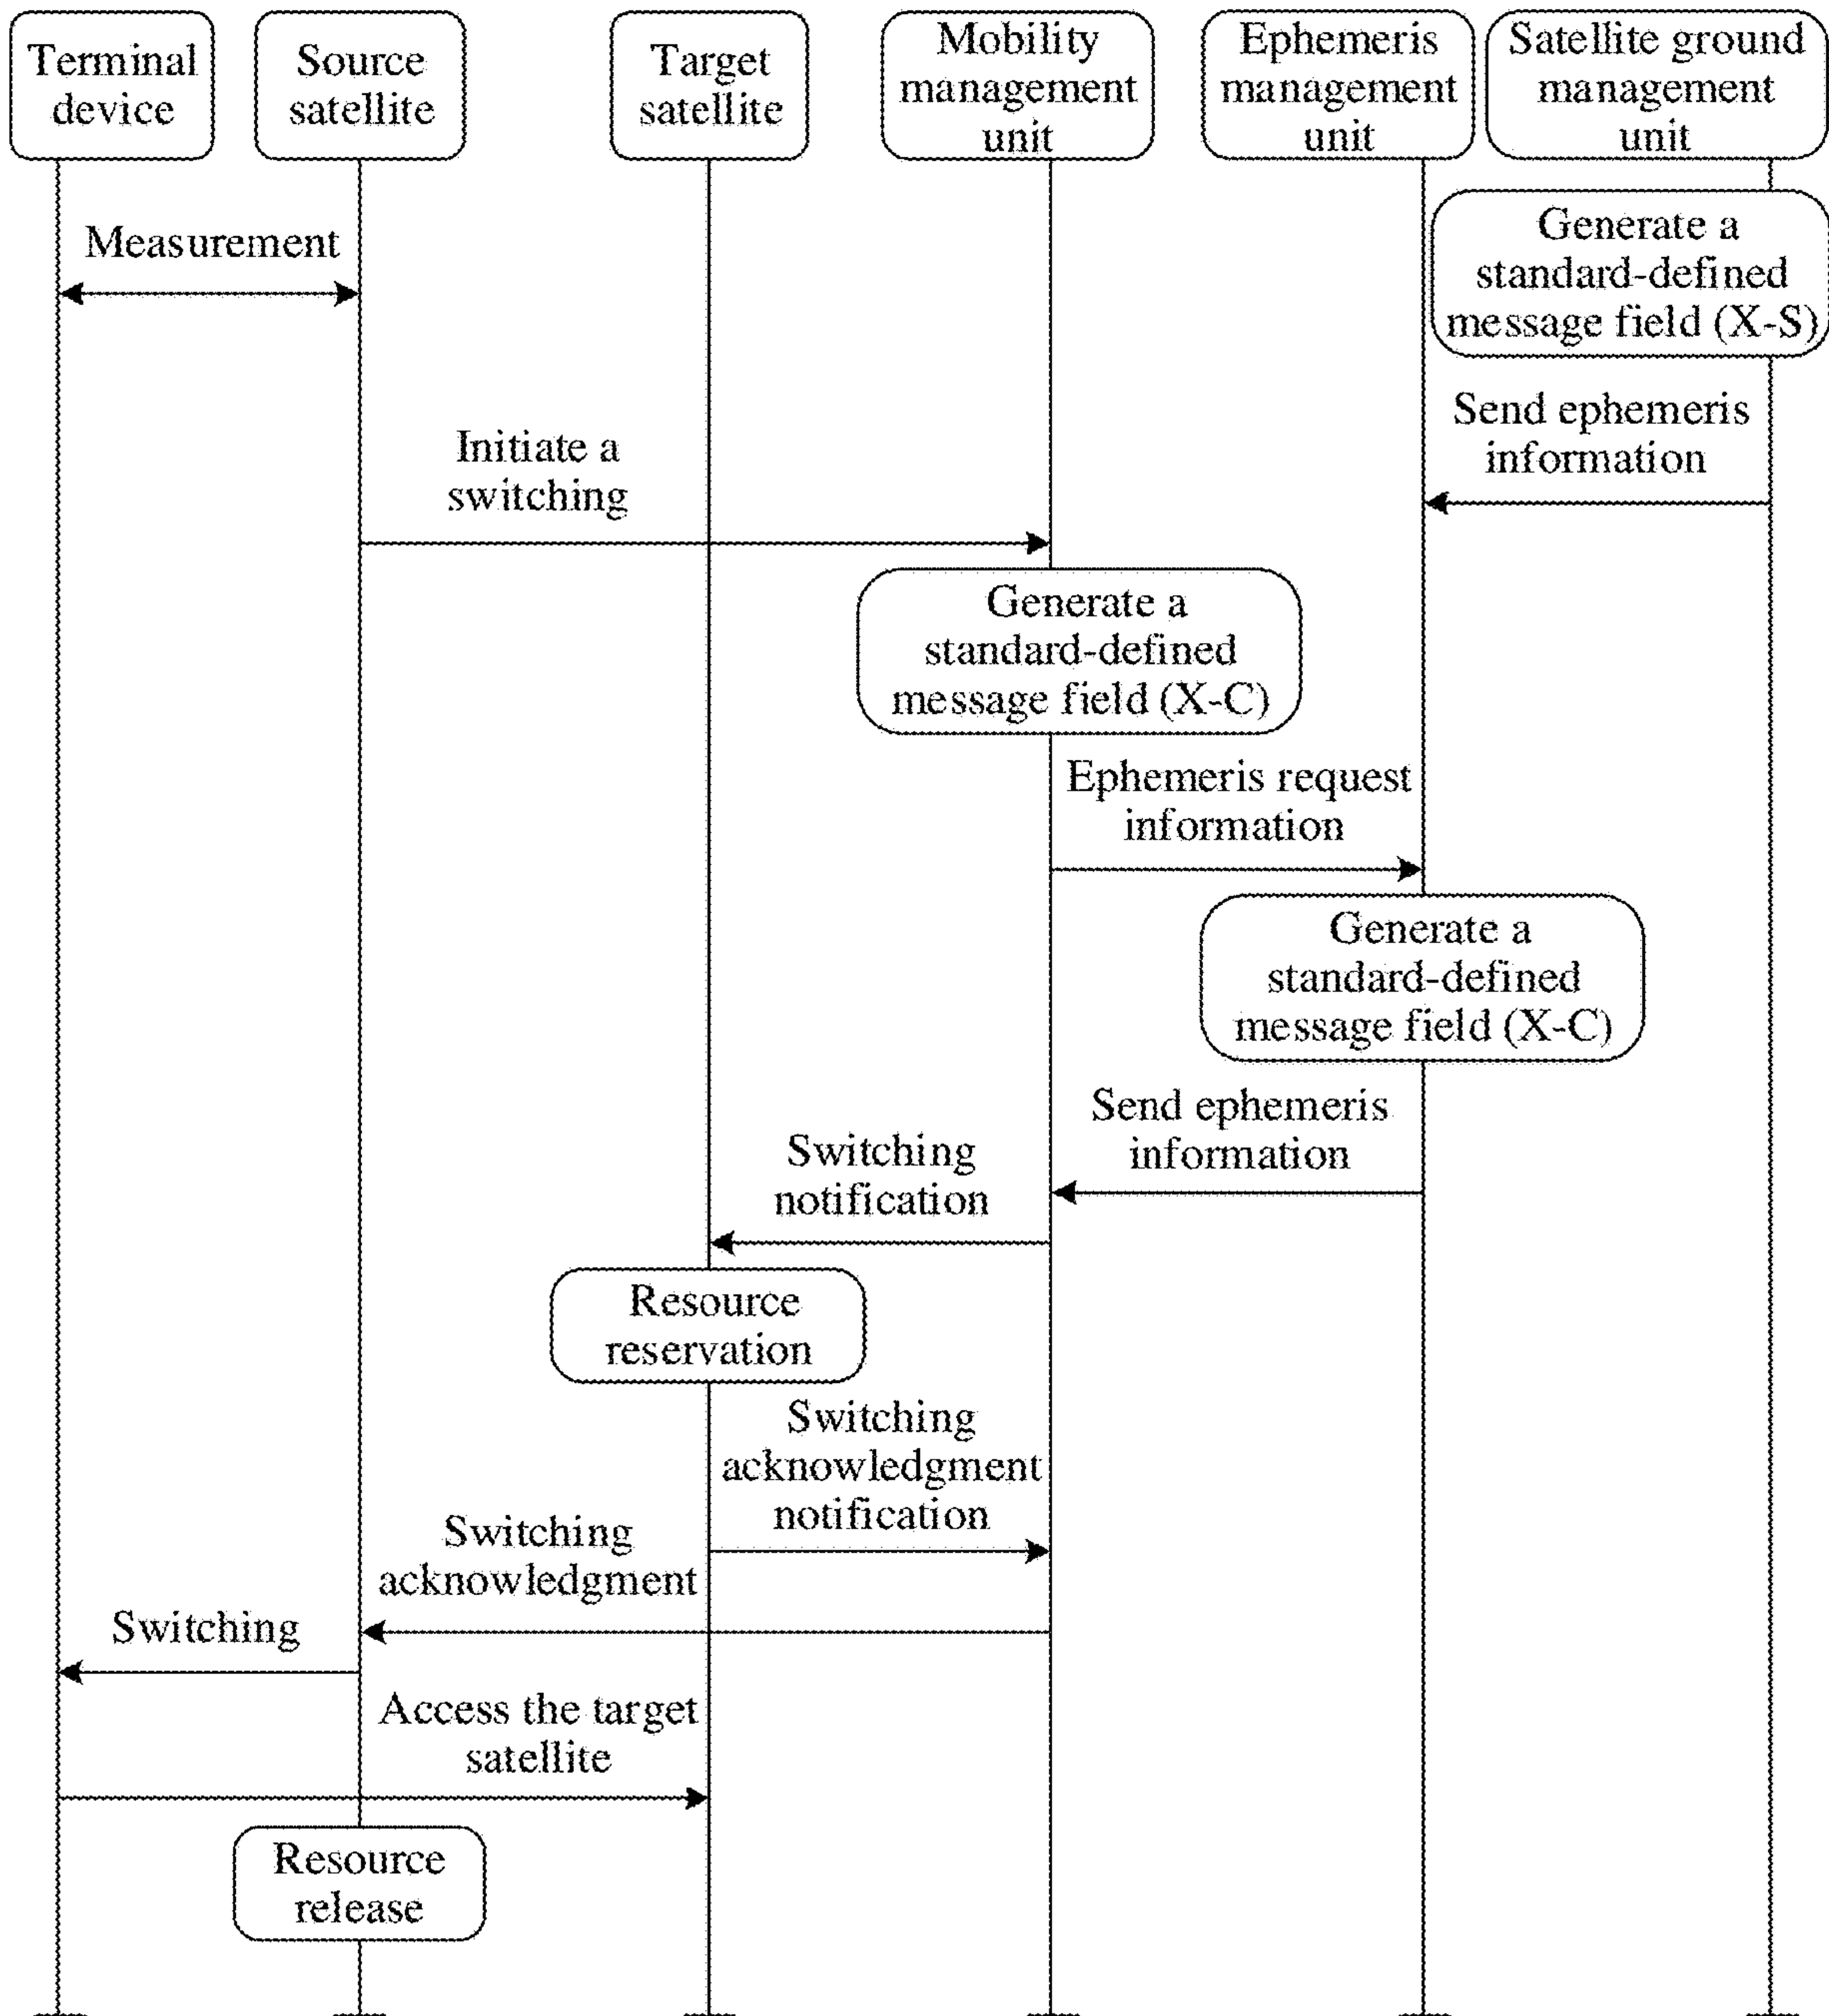 Terminal
device
Source
satellite
Target
satellite
Mobility
management
unit
Ephemeris
management
unit
Satellite ground
management
unit
Measurement
Generate a
standard-defined
message field (X-S)
Send ephemeris
information
Initiate a
switching
Generate a
standard-defined
message field (X-C)
Ephemeris request
information
Generate a
standard-defined
message field (X-C)
Send ephemeris
information
Switching
notification
Resource
reservation
Switching
acknowledgment
notification
Switching
acknowledgment
Switching
Access the target
satellite
Resource
release